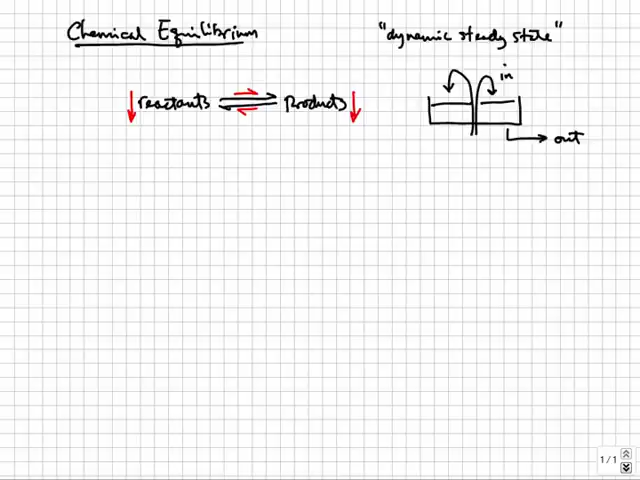 Chemical Equilibrium
"dynamic steady state"
in
reactants ⇌ products
out
1/1